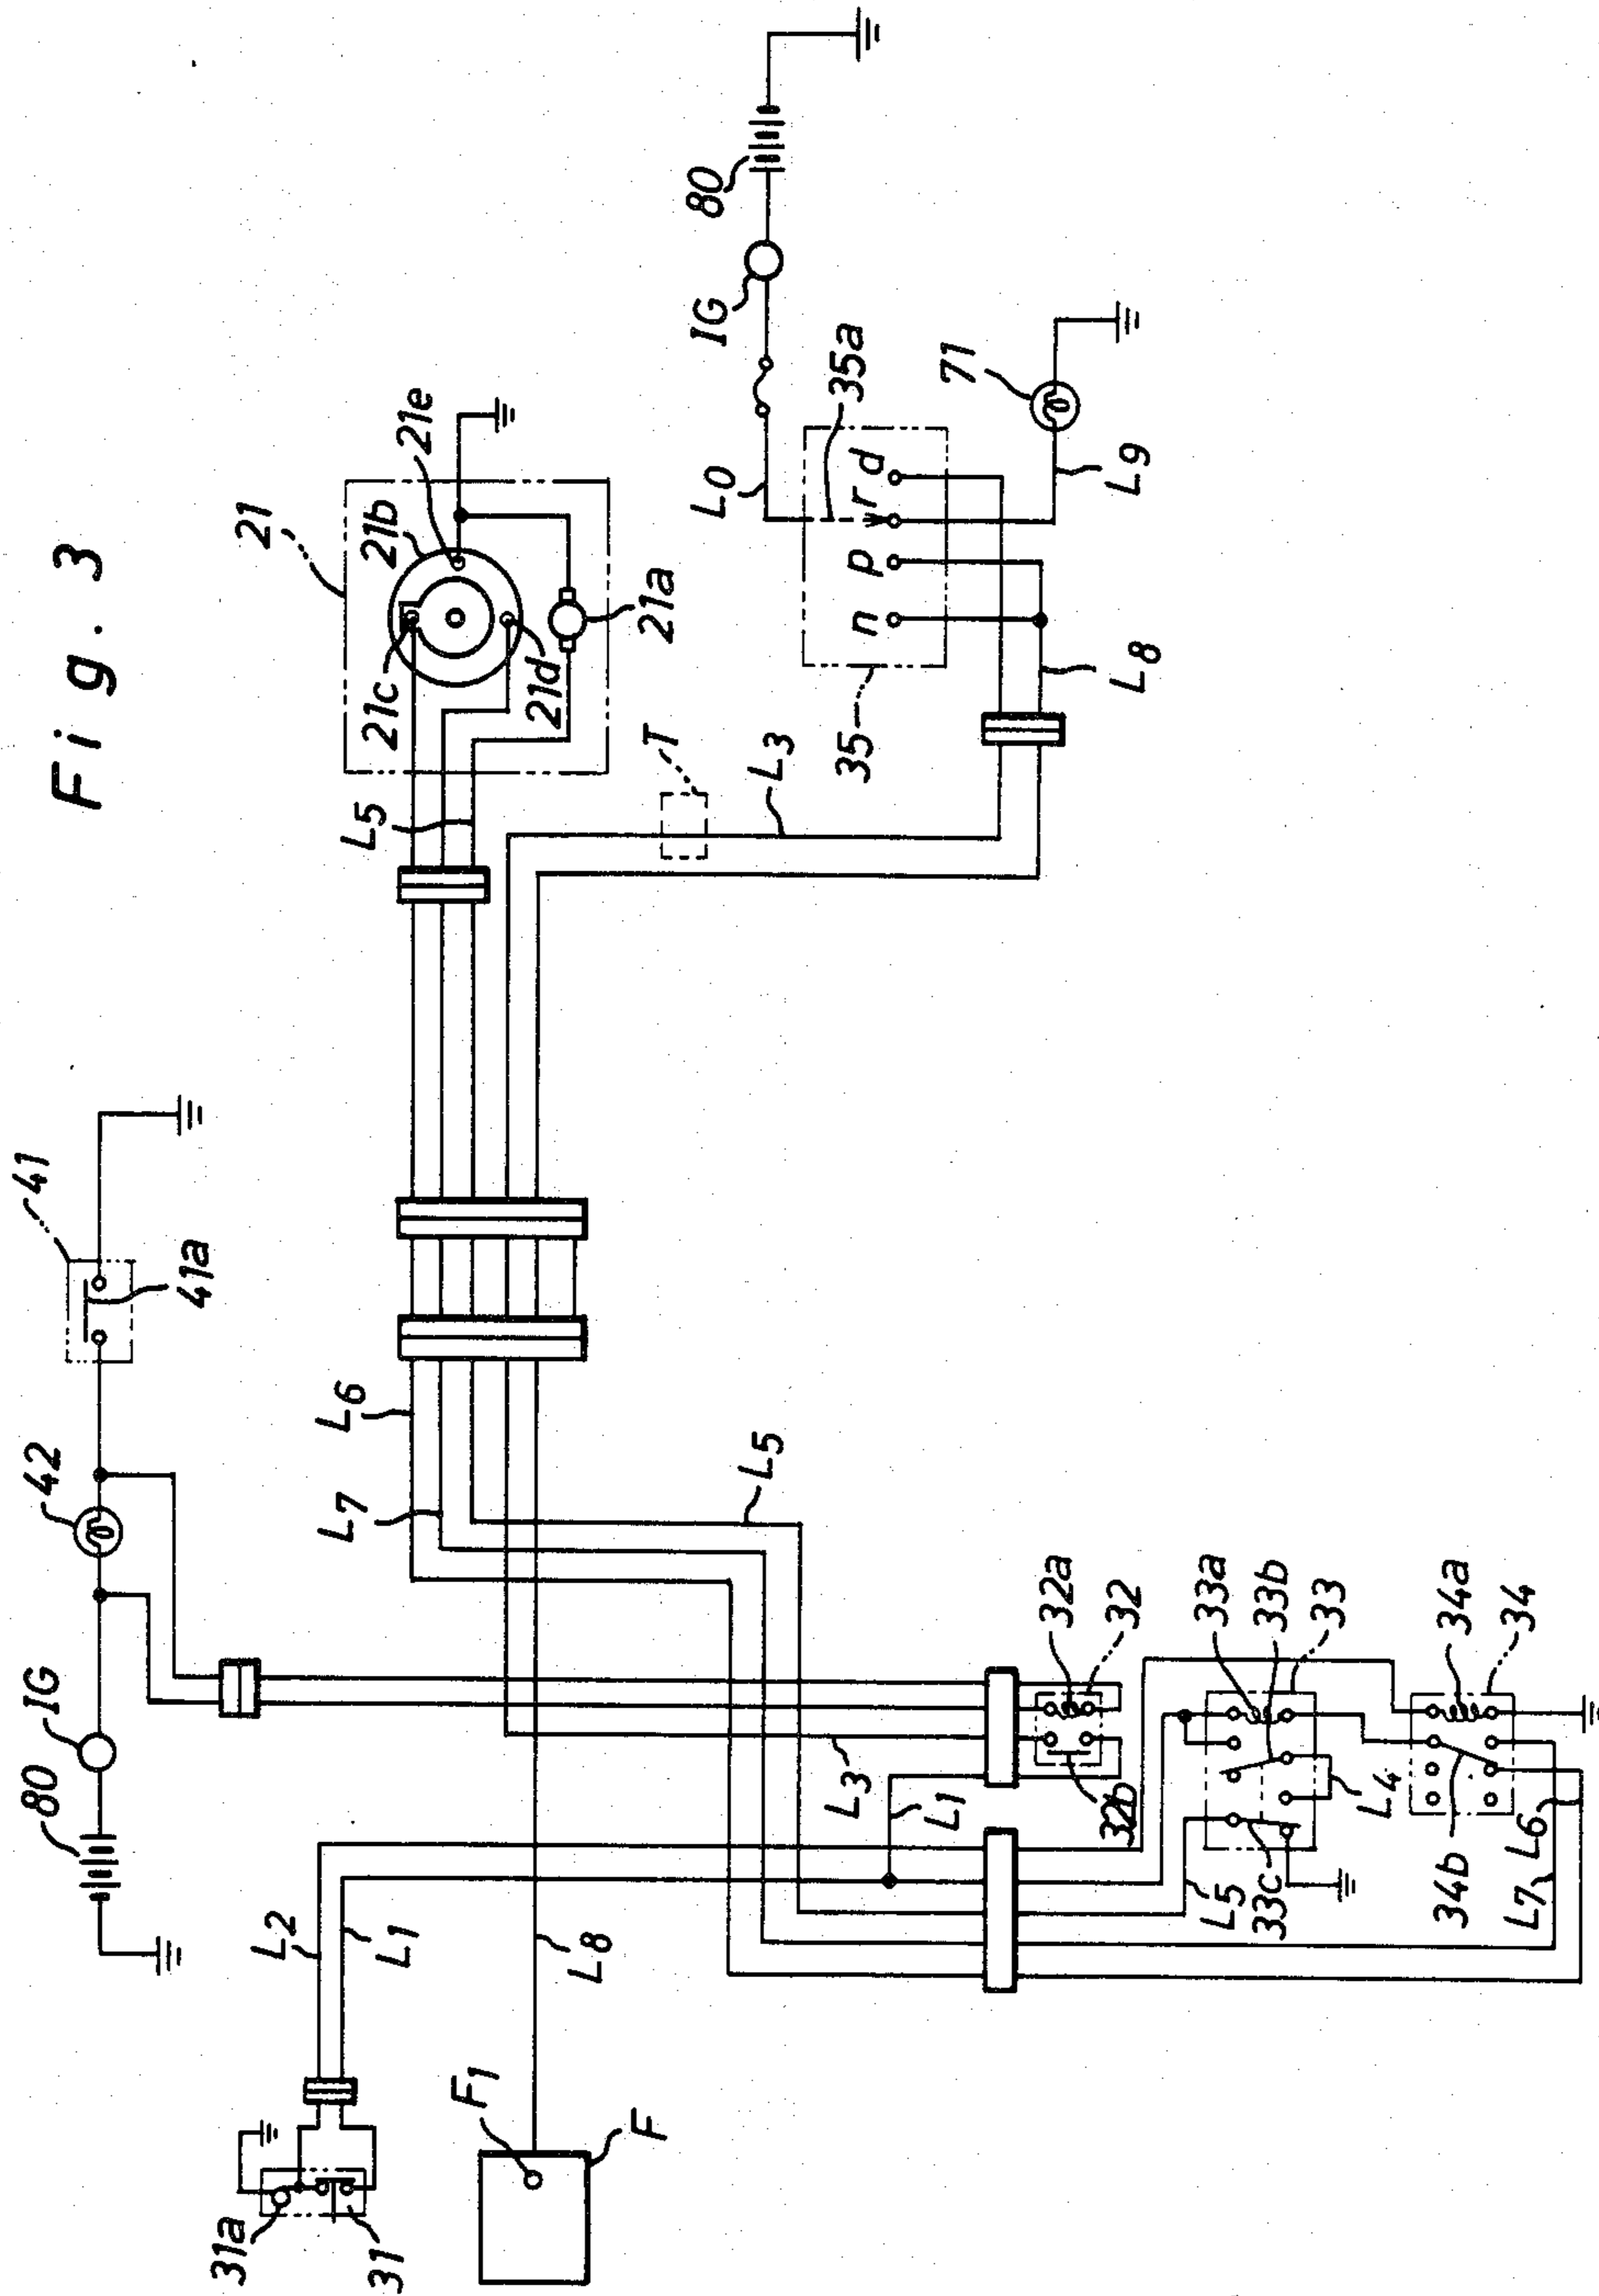 Fig. 3
80
IG
42
41
41a
L2
L1
31a
31
F1
F
L8
L6
L7
L5
L5
21
21b
21e
21c
21d
21a
T
L3
L0
IG
80
35a
n
p
r
d
35
71
L9
L8
L3
L1
32a
32
32b
33a
33b
33
L4
L5
33c
34a
34
34b
L6
L7